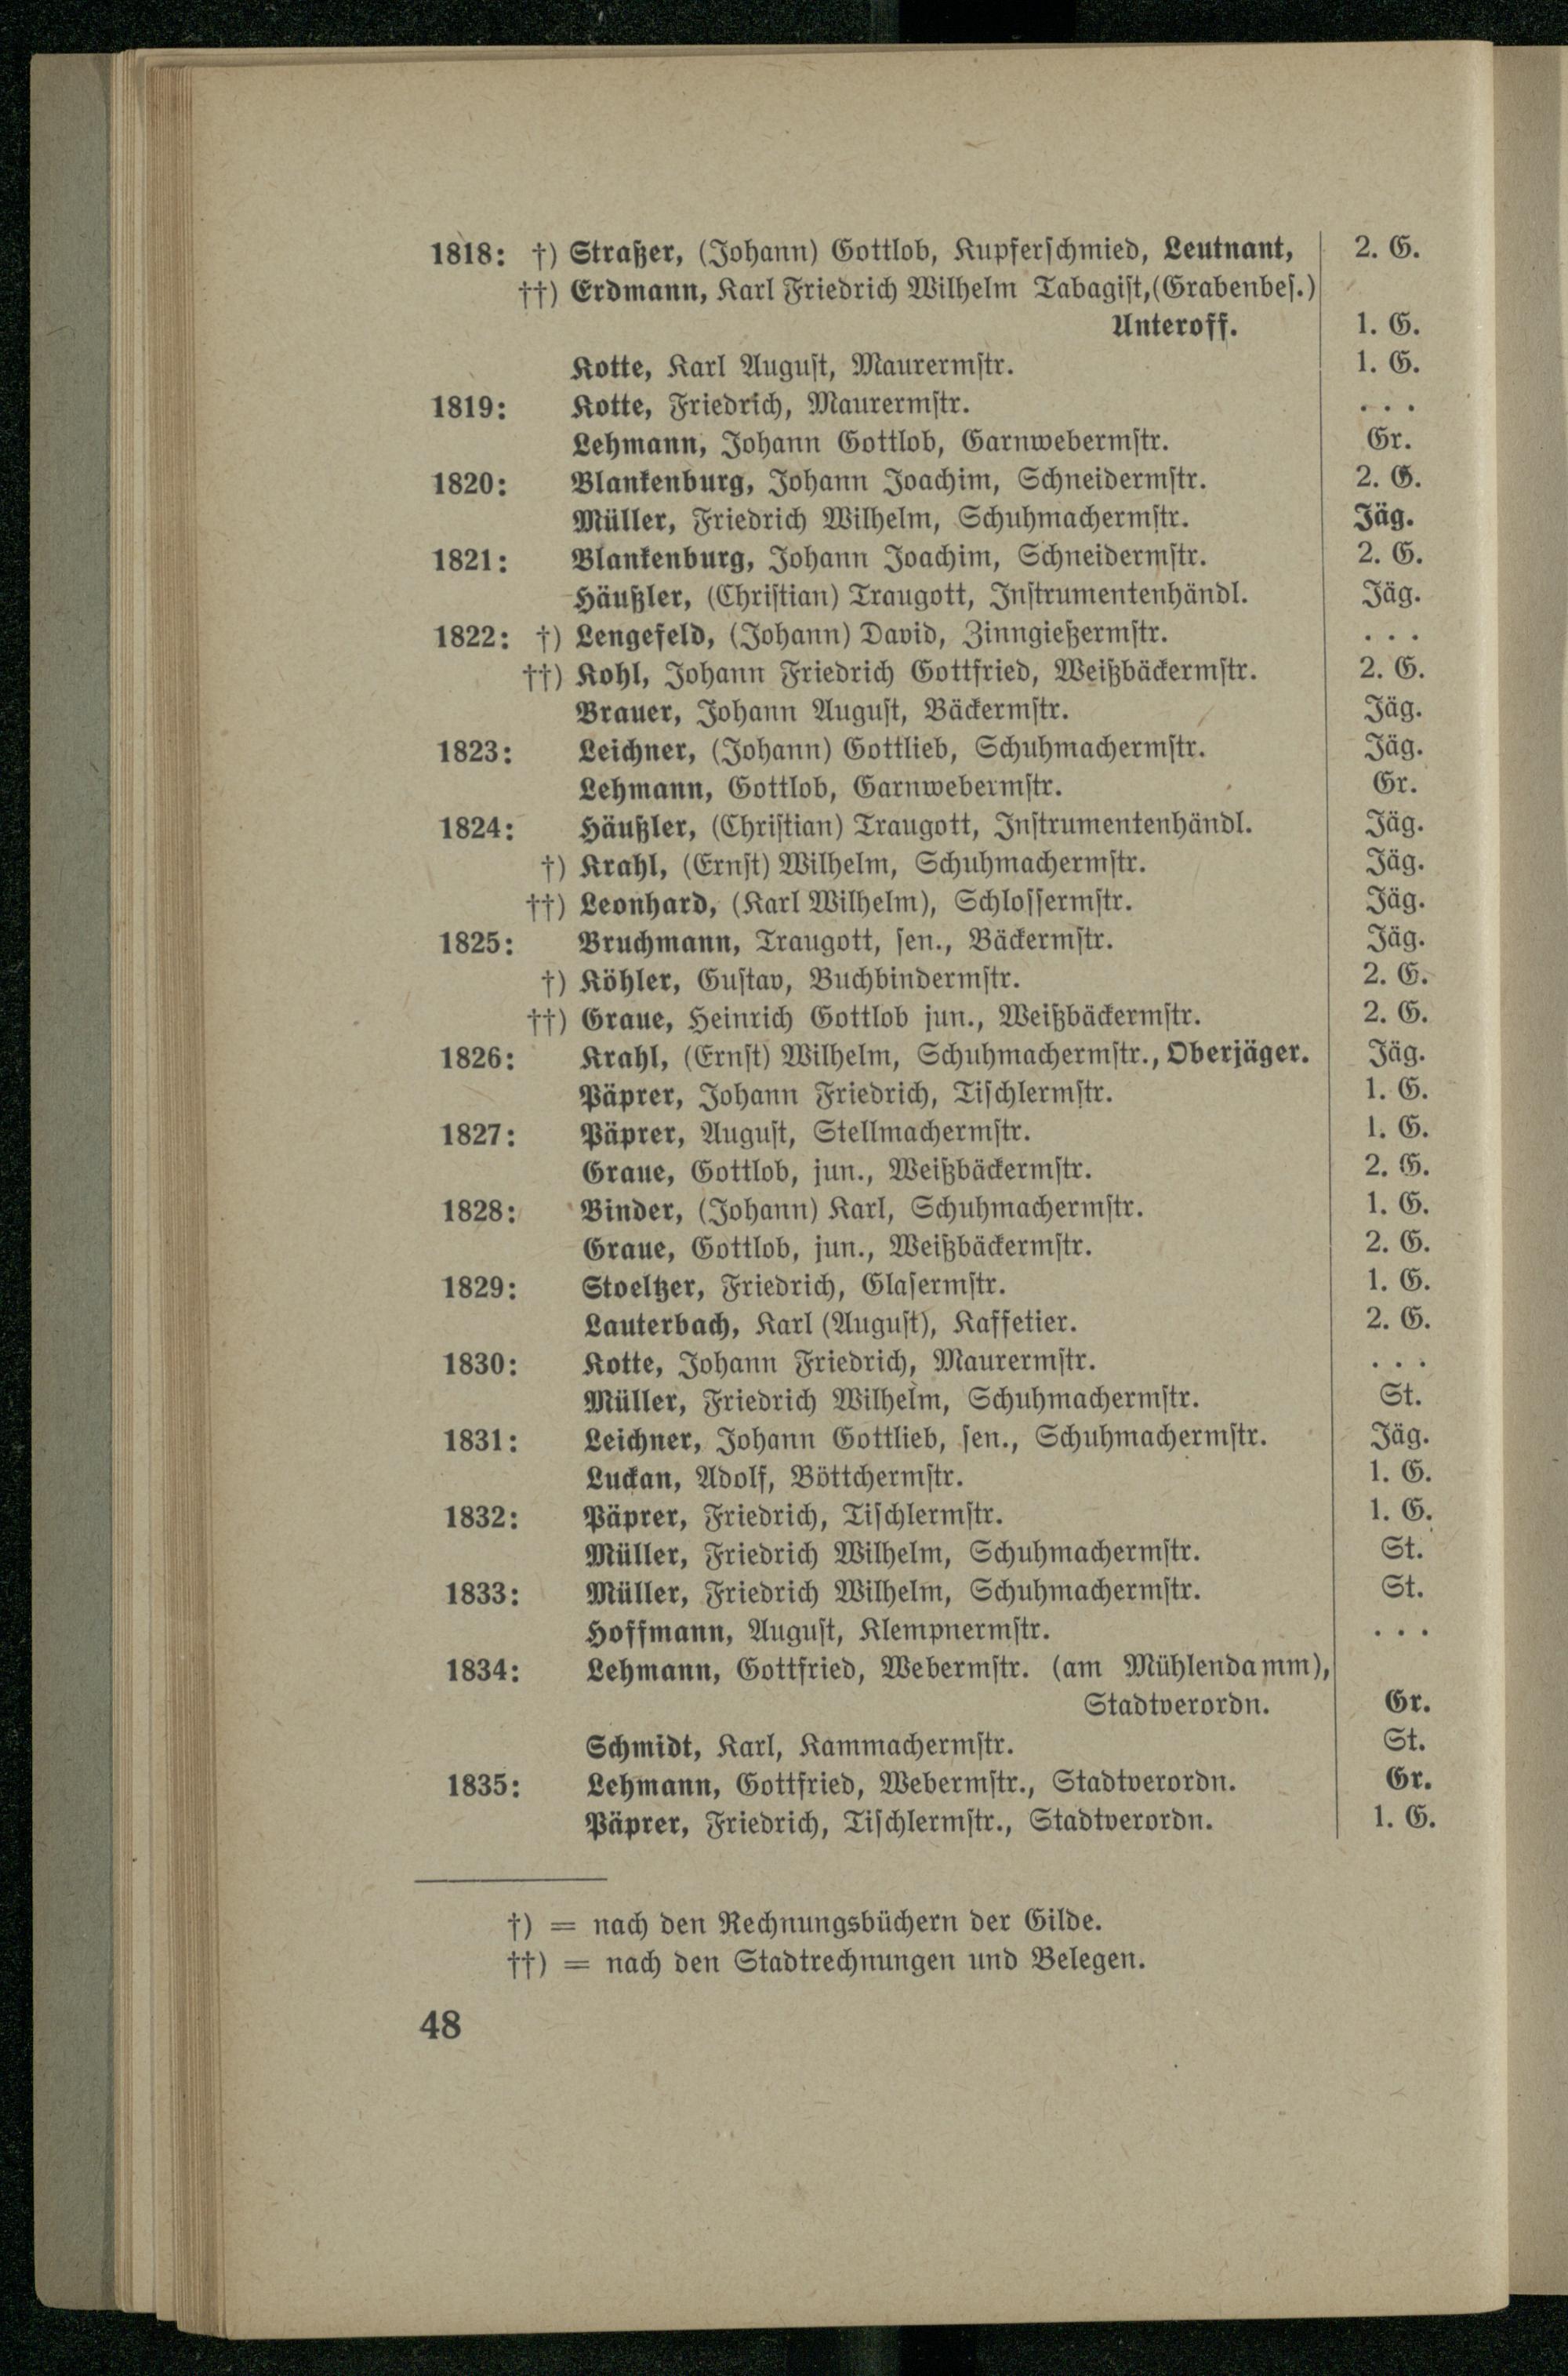 1818: †) Straßer, (Johann) Gottlob, Kupferschmied, Leutnant, 2. G.
††) Erdmann, Karl Friedrich Wilhelm Tabagist,(Grabenbes.)
Unteroff. 1. G.
Kotte, Karl August, Maurermstr. 1. G.
1819: Kotte, Friedrich, Maurermstr. . . .
Lehmann, Johann Gottlob, Garnwebermstr. Gr.
1820: Blankenburg, Johann Joachim, Schneidermstr. 2. G.
Müller, Friedrich Wilhelm, Schuhmachermstr. Jäg.
1821: Blankenburg, Johann Joachim, Schneidermstr. 2. G.
Häußler, (Christian) Traugott, Instrumentenhändl. Jäg.
1822: †) Lengefeld, (Johann) David, Zinngießermstr. . . .
††) Kohl, Johann Friedrich Gottfried, Weißbäckermstr. 2. G.
Brauer, Johann August, Bäckermstr. Jäg.
1823: Leichner, (Johann) Gottlieb, Schuhmachermstr. Jäg.
Lehmann, Gottlob, Garnwebermstr. Gr.
1824: Häußler, (Christian) Traugott, Instrumentenhändl. Jäg.
†) Krahl, (Ernst) Wilhelm, Schuhmachermstr. Jäg.
††) Leonhard, (Karl Wilhelm), Schlossermstr. Jäg.
1825: Bruchmann, Traugott, sen., Bäckermstr. Jäg.
†) Köhler, Gustav, Buchbindermstr. 2. G.
††) Graue, Heinrich Gottlob jun., Weißbäckermstr. 2. G.
1826: Krahl, (Ernst) Wilhelm, Schuhmachermstr., Oberjäger. Jäg.
Päprer, Johann Friedrich, Tischlermstr. 1. G.
1827: Päprer, August, Stellmachermstr. 1. G.
Graue, Gottlob, jun., Weißbäckermstr. 2. G.
1828: Binder, (Johann) Karl, Schuhmachermstr. 1. G.
Graue, Gottlob, jun., Weißbäckermstr. 2. G.
1829: Stoeltzer, Friedrich, Glasermstr. 1. G.
Lauterbach, Karl (August), Kaffetier. 2. G.
1830: Kotte, Johann Friedrich, Maurermstr. . . .
Müller, Friedrich Wilhelm, Schuhmachermstr. St.
1831: Leichner, Johann Gottlieb, sen., Schuhmachermstr. Jäg.
Luckan, Adolf, Böttchermstr. 1. G.
1832: Päprer, Friedrich, Tischlermstr. 1. G.
Müller, Friedrich Wilhelm, Schuhmachermstr. St.
1833: Müller, Friedrich Wilhelm, Schuhmachermstr. St.
Hoffmann, August, Klempnermstr. . . .
1834: Lehmann, Gottfried, Webermstr. (am Mühlendamm),
Stadtverordn. Gr.
Schmidt, Karl, Kammachermstr. St.
1835: Lehmann, Gottfried, Webermstr., Stadtverordn. Gr.
Päprer, Friedrich, Tischlermstr., Stadtverordn. 1. G.
†) = nach den Rechnungsbüchern der Gilde.
††) = nach den Stadtrechnungen und Belegen.
48